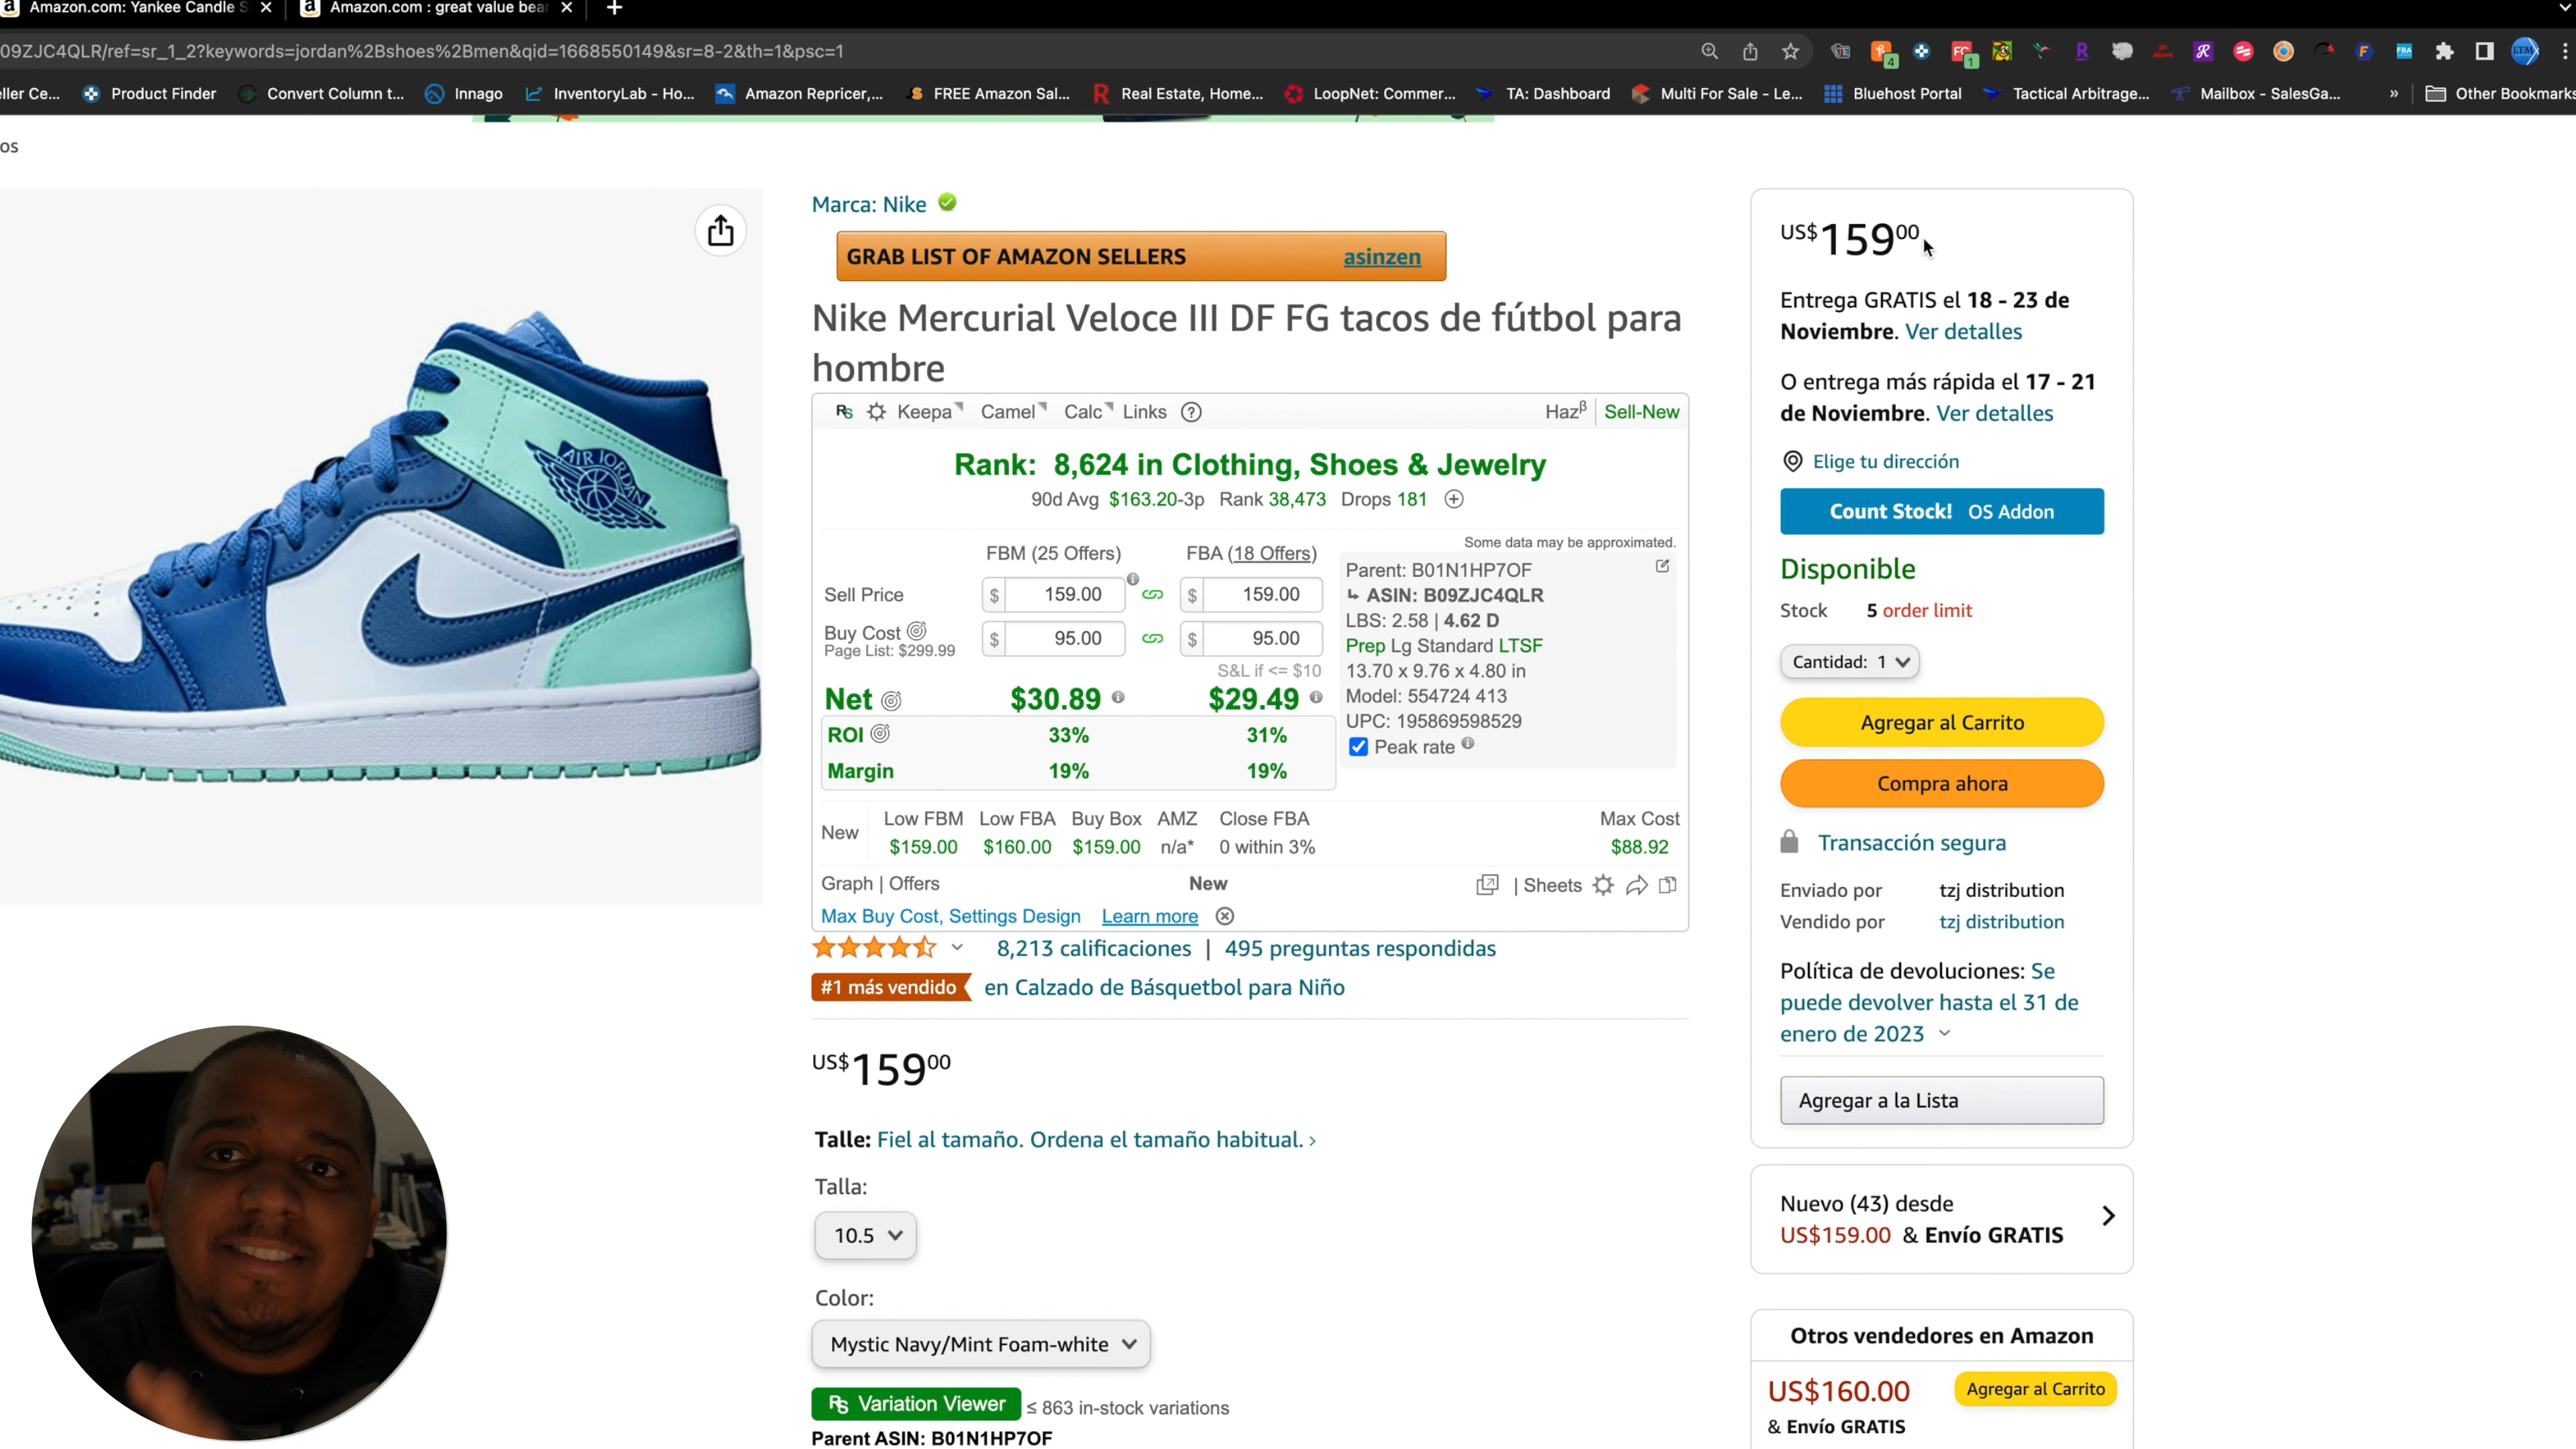 Amazon.com: Yankee Candle S
Amazon.com : great value bear
09ZJC4QLR/ref=sr_1_2?keywords=jordan%2Bshoes%2Bmen&qid=1668550149&sr=8-2&th=1&psc=1
eller Ce... Product Finder Convert Column t... Innago InventoryLab - Ho... Amazon Repricer,... FREE Amazon Sal... Real Estate, Home... LoopNet: Commer... TA: Dashboard Multi For Sale - Le... Bluehost Portal Tactical Arbitrage... Mailbox - SalesGa... » Other Bookmarks
os
AIR JORDAN
Marca: Nike
GRAB LIST OF AMAZON SELLERS asinzen
Nike Mercurial Veloce III DF FG tacos de fútbol para
hombre
RS Keepa Camel Calc Links ? Hazβ Sell-New
Rank: 8,624 in Clothing, Shoes & Jewelry
90d Avg $163.20-3p Rank 38,473 Drops 181
Some data may be approximated.
FBM (25 Offers) FBA (18 Offers)
Sell Price $ 159.00 $ 159.00
Buy Cost $ 95.00 $ 95.00
Page List: $299.99
S&L if <= $10
Net $30.89 $29.49
ROI 33% 31%
Margin 19% 19%
Parent: B01N1HP7OF
ASIN: B09ZJC4QLR
LBS: 2.58 | 4.62 D
Prep Lg Standard LTSF
13.70 x 9.76 x 4.80 in
Model: 554724 413
UPC: 195869598529
Peak rate
New Low FBM Low FBA Buy Box AMZ Close FBA Max Cost
$159.00 $160.00 $159.00 n/a* 0 within 3% $88.92
Graph | Offers New | Sheets
Max Buy Cost, Settings Design Learn more
8,213 calificaciones | 495 preguntas respondidas
#1 más vendido en Calzado de Básquetbol para Niño
US$159 00
Talle: Fiel al tamaño. Ordena el tamaño habitual. ›
Talla:
10.5
Color:
Mystic Navy/Mint Foam-white
RS Variation Viewer ≤ 863 in-stock variations
Parent ASIN: B01N1HP7OF
US$159 00
Entrega GRATIS el 18 - 23 de
Noviembre. Ver detalles
O entrega más rápida el 17 - 21
de Noviembre. Ver detalles
Elige tu dirección
Count Stock! OS Addon
Disponible
Stock 5 order limit
Cantidad: 1
Agregar al Carrito
Compra ahora
Transacción segura
Enviado por tzj distribution
Vendido por tzj distribution
Política de devoluciones: Se
puede devolver hasta el 31 de
enero de 2023
Agregar a la Lista
Nuevo (43) desde
US$159.00 & Envío GRATIS
Otros vendedores en Amazon
US$160.00 Agregar al Carrito
& Envío GRATIS